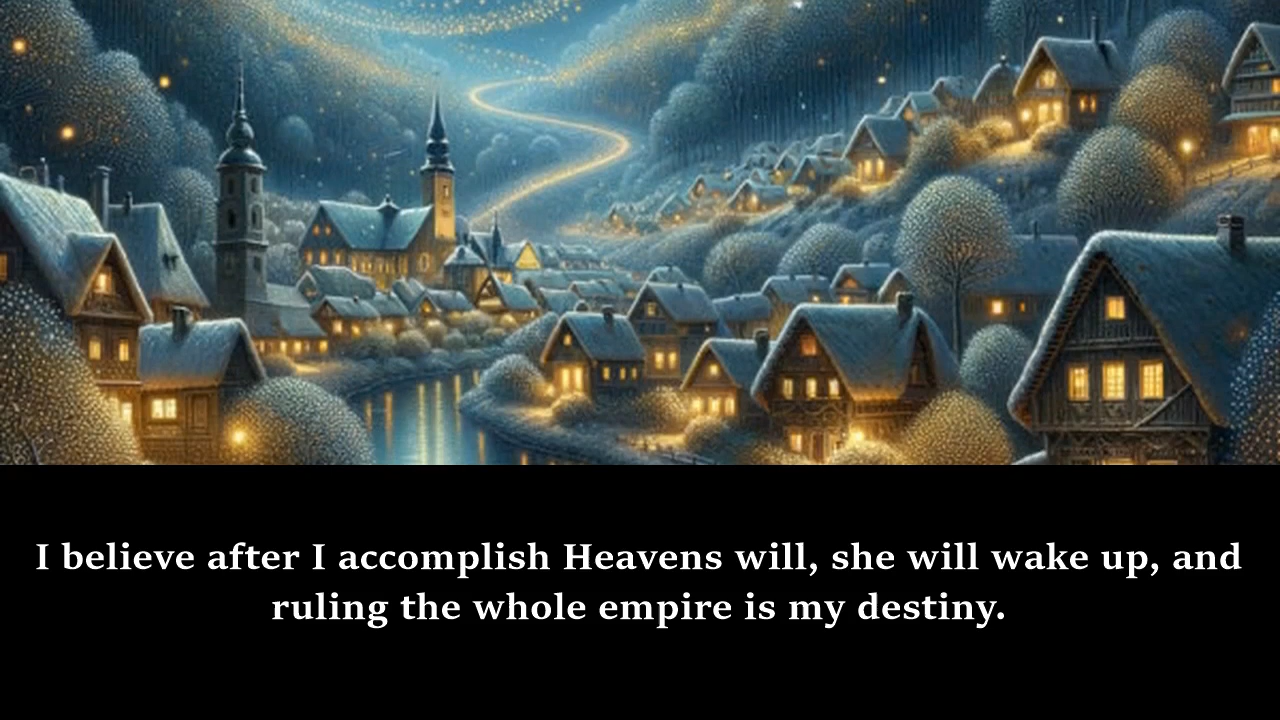 I believe after I accomplish Heavens will, she will wake up, and
ruling the whole empire is my destiny.